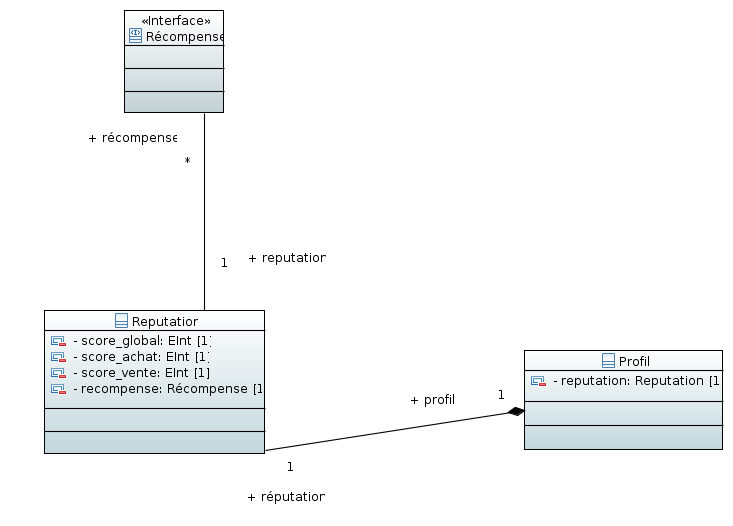 «Interface»
Récompense
+ récompense
*
1
+ reputation
Reputatior
- score_global: EInt [1]
- score_achat: EInt [1]
- score_vente: EInt [1]
- recompense: Récompense [1
Profil
- reputation: Reputation [1
+ profil
1
1
+ réputation